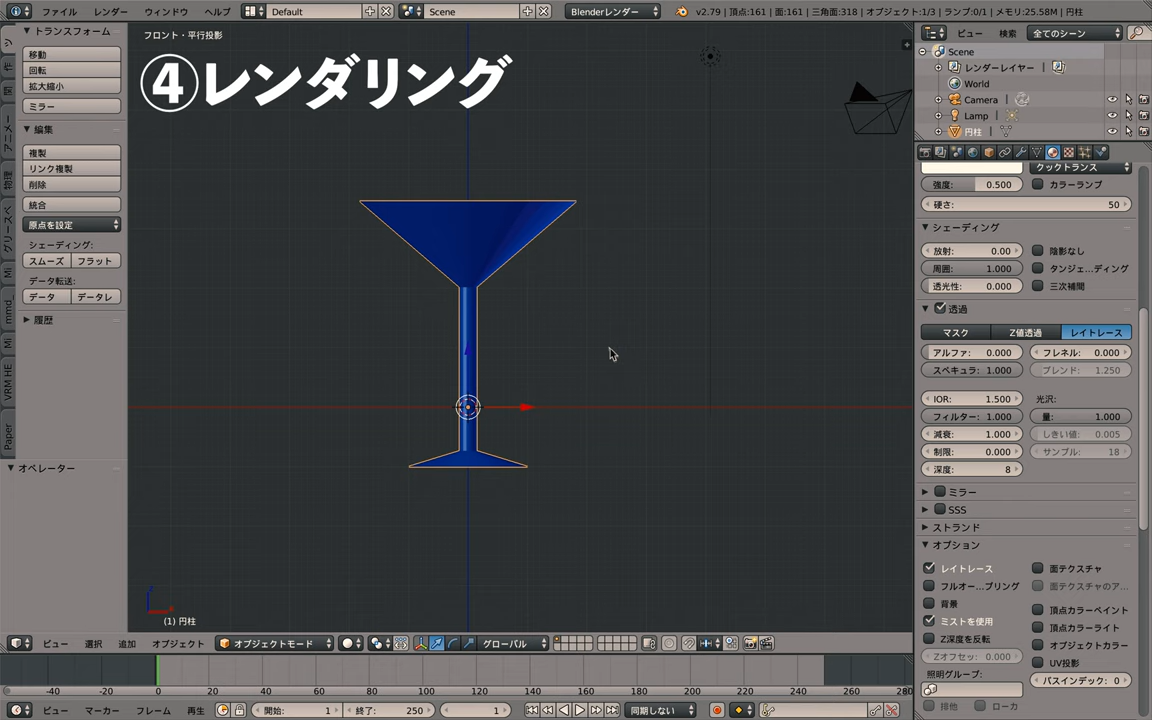 ファイル レンダー ウィンドウ ヘルプ Default Scene Blenderレンダー v2.79 | 頂点:161 | 面:161 | 三角面:318 | オブジェクト:1/3 | ランプ:0/1 | メモリ:25.58M | 円柱
トランスフォーム
移動
回転
拡大縮小
ミラー
編集
複製
リンク複製
削除
統合
原点を設定
シェーディング:
スムーズ フラット
データ転送:
データ データレ
履歴
オペレーター
アニメー
物理
グリースペ
Mi
mmd_
Mi
VRM HE
Paper
フロント・平行投影
④レンダリング
(1) 円柱
ビュー 検索 全てのシーン
Scene
レンダーレイヤー
World
Camera
Lamp
円柱
クックトランス
強度: 0.500 カラーランプ
硬さ: 50
シェーディング
放射: 0.00 陰影なし
周囲: 1.000 タンジェ...ディング
透光性: 0.000 三次補間
透過
マスク Z値透過 レイトレース
アルファ: 0.000 フレネル: 0.000
スペキュラ: 1.000 ブレンド: 1.250
IOR: 1.500 光沢:
フィルター: 1.000 量: 1.000
減衰: 1.000 しきい値: 0.005
制限: 0.000 サンプル: 18
深度: 8
ミラー
SSS
ストランド
オプション
レイトレース 面テクスチャ
フルオー...プリング 面テクスチャのア...
背景 頂点カラーペイント
ミストを使用 頂点カラーライト
Z深度を反転 オブジェクトカラー
Zオフセッ: 0.000 UV投影
照明グループ: パスインデック: 0
排他 ローカ
ビュー 選択 追加 オブジェクト オブジェクトモード グローバル
-40 -20 0 20 40 60 80 100 120 140 160 180 200 220 240 260 280
ビュー マーカー フレーム 再生 開始: 1 終了: 250 1 同期しない